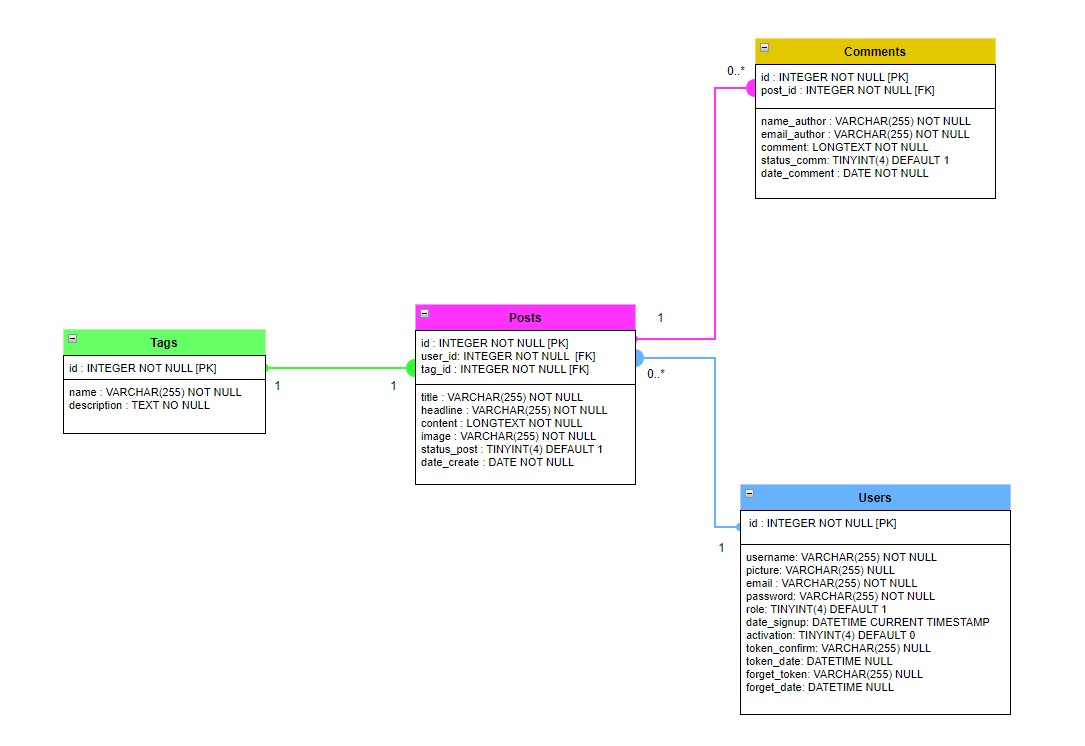 Comments
0..*
id : INTEGER NOT NULL [PK]
post_id : INTEGER NOT NULL [FK]
name_author : VARCHAR(255) NOT NULL
email_author : VARCHAR(255) NOT NULL
comment: LONGTEXT NOT NULL
status_comm: TINYINT(4) DEFAULT 1
date_comment : DATE NOT NULL
Tags
id : INTEGER NOT NULL [PK]
name : VARCHAR(255) NOT NULL
description : TEXT NO NULL
1
1
Posts
1
id : INTEGER NOT NULL [PK]
user_id: INTEGER NOT NULL [FK]
tag_id : INTEGER NOT NULL [FK]
0..*
title : VARCHAR(255) NOT NULL
headline : VARCHAR(255) NOT NULL
content : LONGTEXT NOT NULL
image : VARCHAR(255) NOT NULL
status_post : TINYINT(4) DEFAULT 1
date_create : DATE NOT NULL
Users
id : INTEGER NOT NULL [PK]
1
username: VARCHAR(255) NOT NULL
picture: VARCHAR(255) NULL
email : VARCHAR(255) NOT NULL
password: VARCHAR(255) NOT NULL
role: TINYINT(4) DEFAULT 1
date_signup: DATETIME CURRENT TIMESTAMP
activation: TINYINT(4) DEFAULT 0
token_confirm: VARCHAR(255) NULL
token_date: DATETIME NULL
forget_token: VARCHAR(255) NULL
forget_date: DATETIME NULL